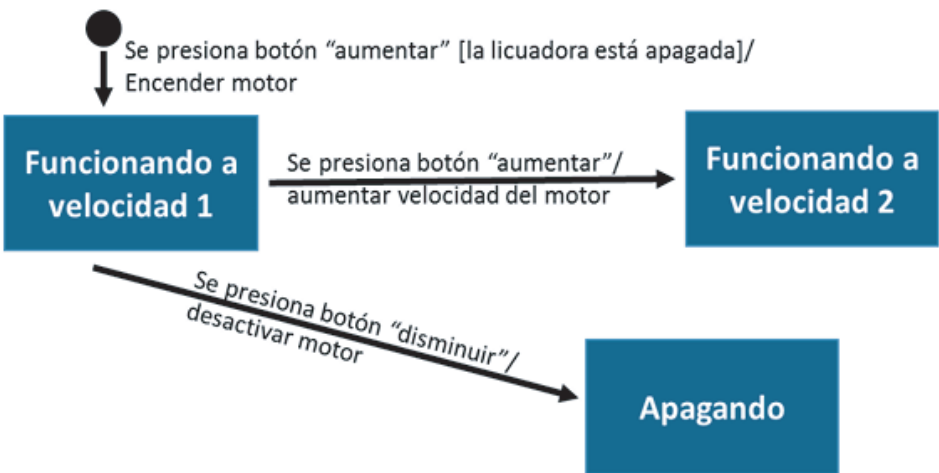 Se presiona botón “aumentar” [la licuadora está apagada]/
Encender motor
Funcionando a
velocidad 1
Se presiona botón “aumentar”/
aumentar velocidad del motor
Funcionando a
velocidad 2
Se presiona botón “disminuir”/
desactivar motor
Apagando